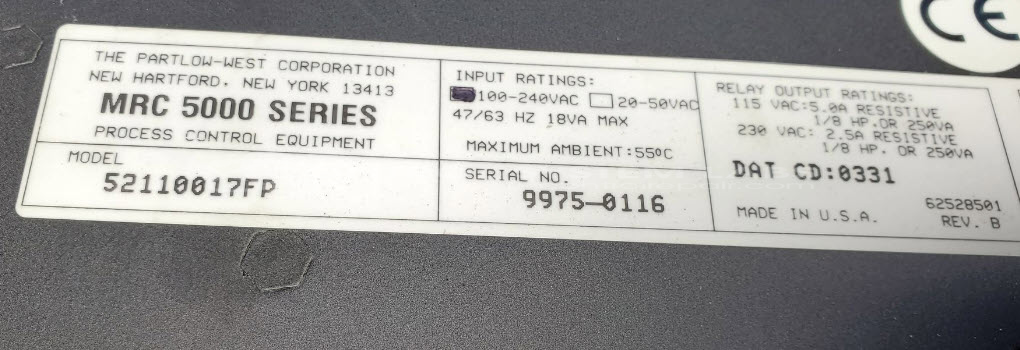 THE PARTLOW-WEST CORPORATION
NEW HARTFORD, NEW YORK 13413
MRC 5000 SERIES
PROCESS CONTROL EQUIPMENT
MODEL
52110017FP
INPUT RATINGS:
100-240VAC 20-50VAC
47/63 HZ 18VA MAX
MAXIMUM AMBIENT:55ºC
SERIAL NO.
9975-0116
RELAY OUTPUT RATINGS:
115 VAC:5.0A RESISTIVE
1/8 HP.OR 250VA
230 VAC: 2.5A RESISTIVE
1/8 HP. OR 250VA
DAT CD:0331
MADE IN U.S.A.
62528501
REV. B
CE